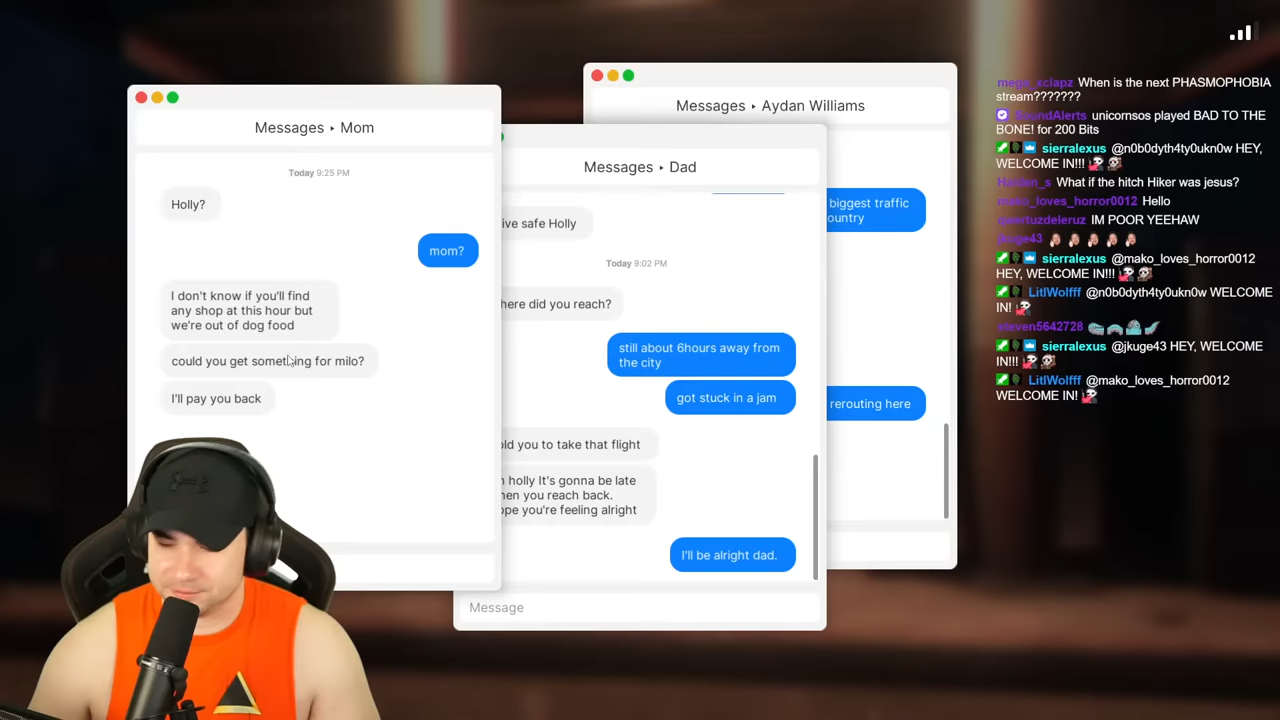 Messages ▸ Mom
Today 9:25 PM
Holly?
mom?
I don't know if you'll find
any shop at this hour but
we're out of dog food
could you get something for milo?
I'll pay you back
Messages ▸ Dad
ive safe Holly
Today 9:02 PM
here did you reach?
still about 6hours away from
the city
got stuck in a jam
old you to take that flight
h holly It's gonna be late
hen you reach back.
ope you're feeling alright
I'll be alright dad.
Message
Messages ▸ Aydan Williams
biggest traffic
ountry
rerouting here
mega_xclapz When is the next PHASMOPHOBIA
stream???????
SoundAlerts unicornsos played BAD TO THE
BONE! for 200 Bits
sierralexus @n0b0dyth4ty0ukn0w HEY,
WELCOME IN!!!
What if the hitch Hiker was jesus?
mako_loves_horror0012 Hello
IM POOR YEEHAW
jkuge43
sierralexus @mako_loves_horror0012
HEY, WELCOME IN!!!
LitlWolfff @n0b0dyth4ty0ukn0w WELCOME
IN!
steven5642728
sierralexus @jkuge43 HEY, WELCOME
IN!!!
LitlWolfff @mako_loves_horror0012
WELCOME IN!